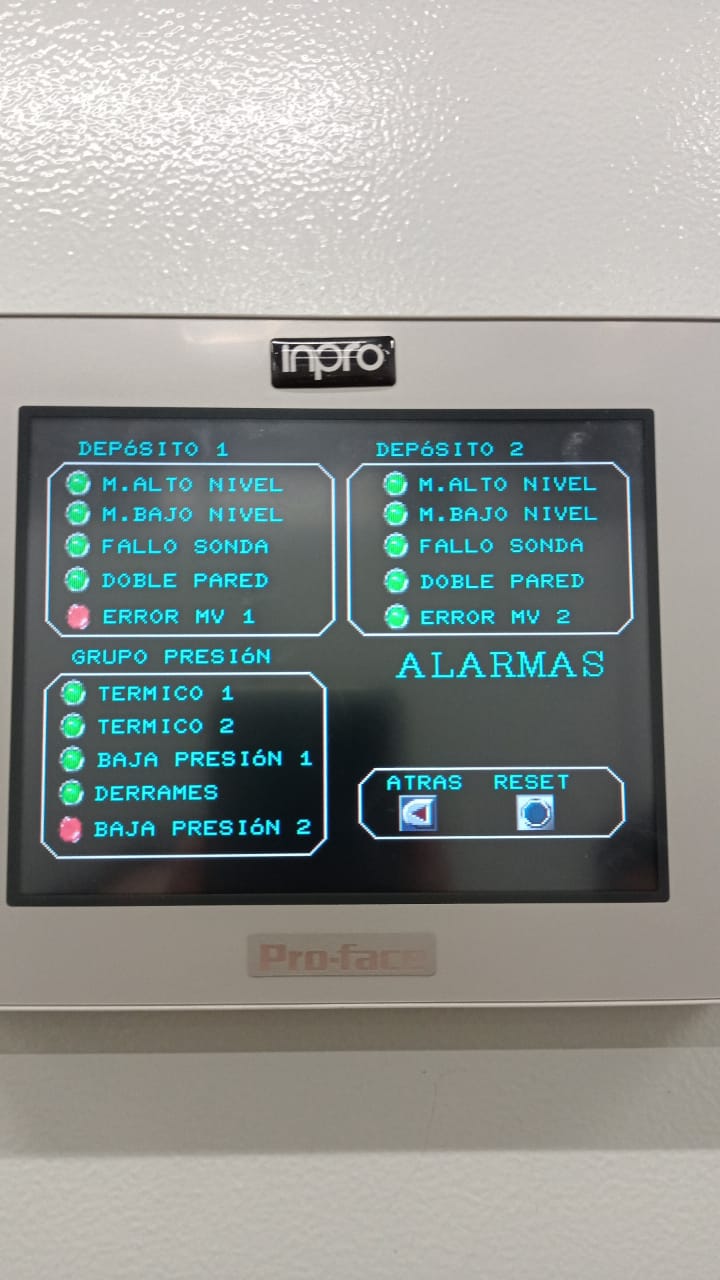 inpro
DEPóSITO 1
M.ALTO NIVEL
M.BAJO NIVEL
FALLO SONDA
DOBLE PARED
ERROR MV 1
DEPóSITO 2
M.ALTO NIVEL
M.BAJO NIVEL
FALLO SONDA
DOBLE PARED
ERROR MV 2
GRUPO PRESIóN
TERMICO 1
TERMICO 2
BAJA PRESIóN 1
DERRAMES
BAJA PRESIóN 2
ALARMAS
ATRAS RESET
Pro-face